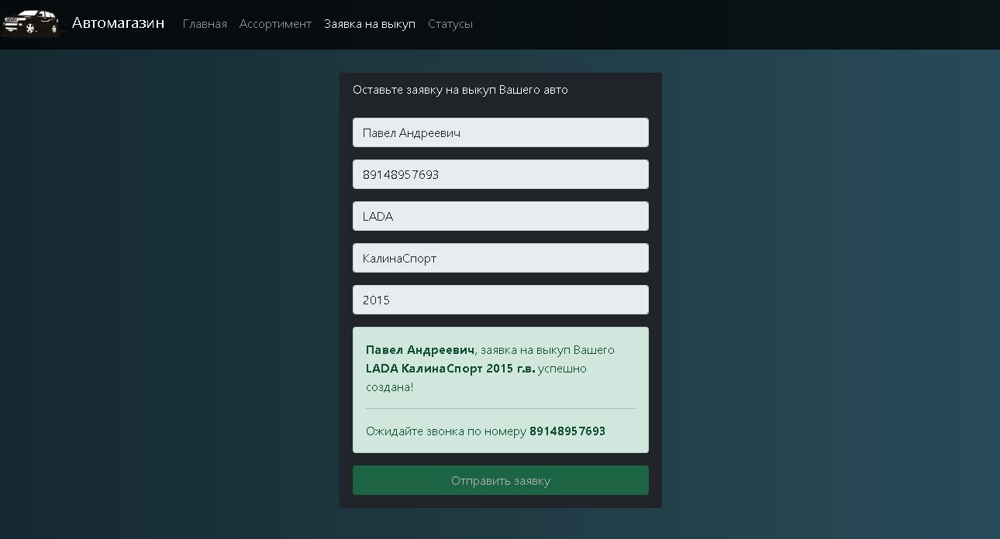 Автомагазин Главная Ассортимент Заявка на выкуп Статусы
Оставьте заявку на выкуп Вашего авто
Павел Андреевич
89148957693
LADA
КалинаСпорт
2015
Павел Андреевич, заявка на выкуп Вашего
LADA КалинаСпорт 2015 г.в. успешно
создана!
Ожидайте звонка по номеру 89148957693
Отправить заявку